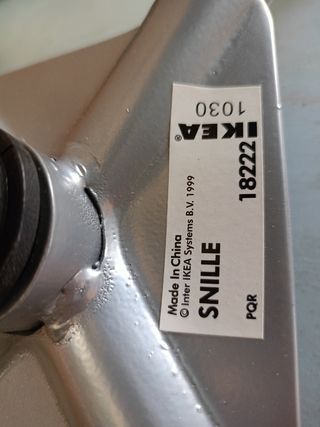 Made In China
© Inter IKEA Systems B.V. 1999
SNILLE 18222
PQR
IKEA®
1030